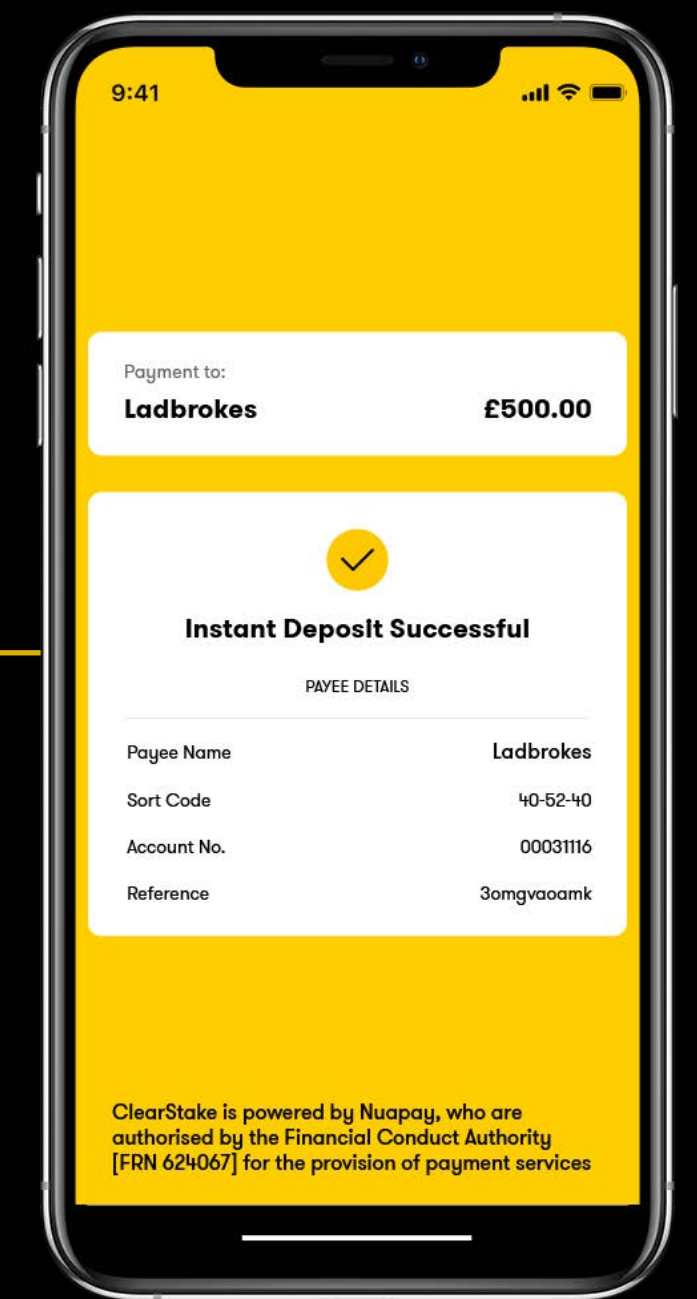 9:41
Payment to:
Ladbrokes £500.00
Instant Deposit Successful
PAYEE DETAILS
Payee Name Ladbrokes
Sort Code 40-52-40
Account No. 00031116
Reference 3omgvaoamk
ClearStake is powered by Nuapay, who are
authorised by the Financial Conduct Authority
[FRN 624067] for the provision of payment services